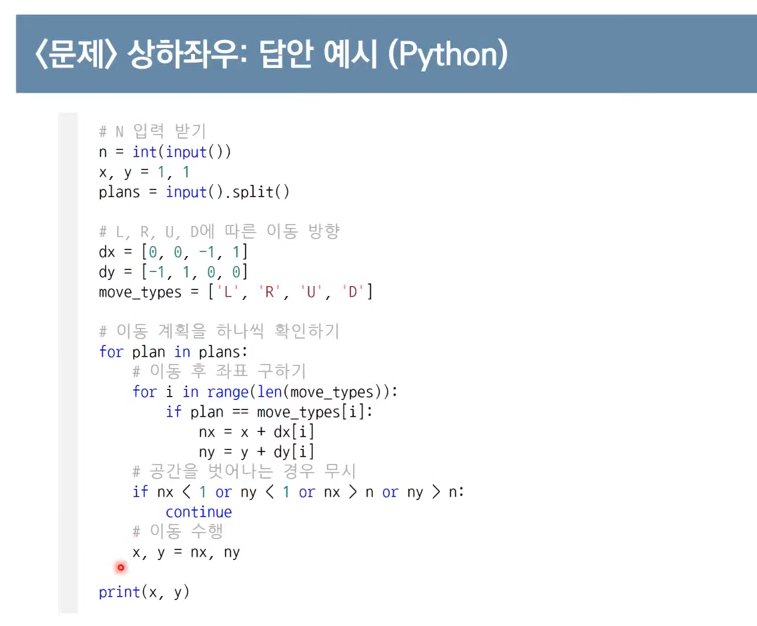 <문제> 상하좌우: 답안 예시 (Python)
# N 입력 받기
n = int(input())
x, y = 1, 1
plans = input().split()
# L, R, U, D에 따른 이동 방향
dx = [0, 0, -1, 1]
dy = [-1, 1, 0, 0]
move_types = ['L', 'R', 'U', 'D']
# 이동 계획을 하나씩 확인하기
for plan in plans:
# 이동 후 좌표 구하기
for i in range(len(move_types)):
if plan == move_types[i]:
nx = x + dx[i]
ny = y + dy[i]
# 공간을 벗어나는 경우 무시
if nx < 1 or ny < 1 or nx > n or ny > n:
continue
# 이동 수행
x, y = nx, ny
print(x, y)